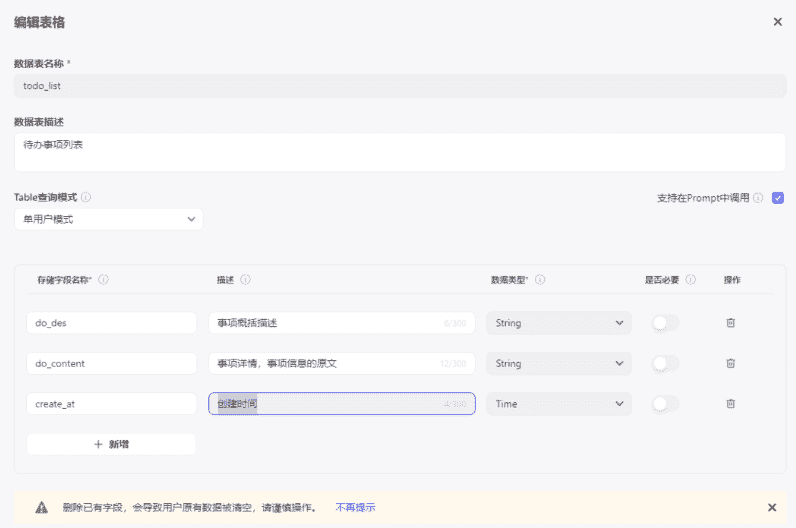 编辑表格
数据表名称 *
todo_list
数据表描述
待办事项列表
Table查询模式
支持在Prompt中调用
单用户模式
存储字段名称* 描述 数据类型* 是否必要 操作
do_des 事项概括描述 6/300 String
do_content 事项详情，事项信息的原文 12/300 String
create_at 创建时间 4/300 Time
+ 新增
删除已有字段，会导致用户原有数据被清空，请谨慎操作。 不再提示